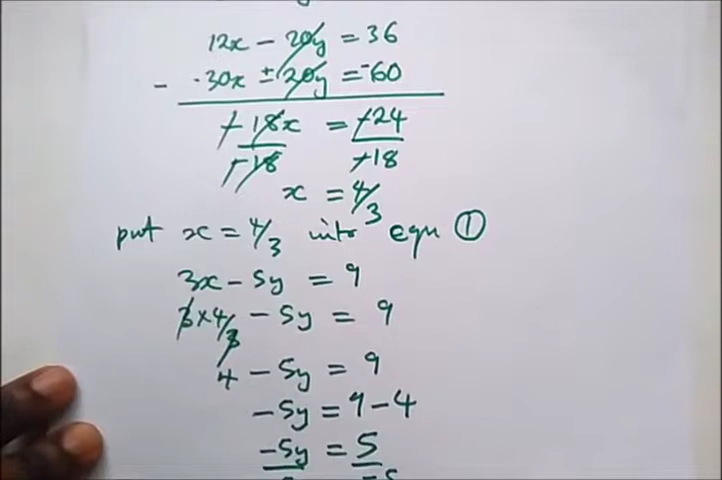 12x - 20y = 36
- -30x ± 20y = -60
-18x = -24
-18 -18
x = 4/3
put x = 4/3 into equ ①
3x - 5y = 9
3 × 4/3 - 5y = 9
4 - 5y = 9
-5y = 9 - 4
-5y = 5